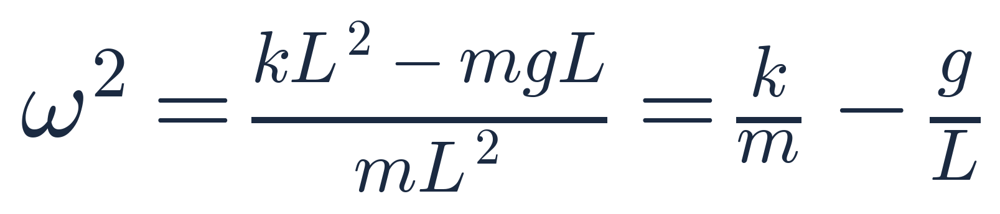 ω² = (kL² − mgL) / (mL²) = k/m − g/L